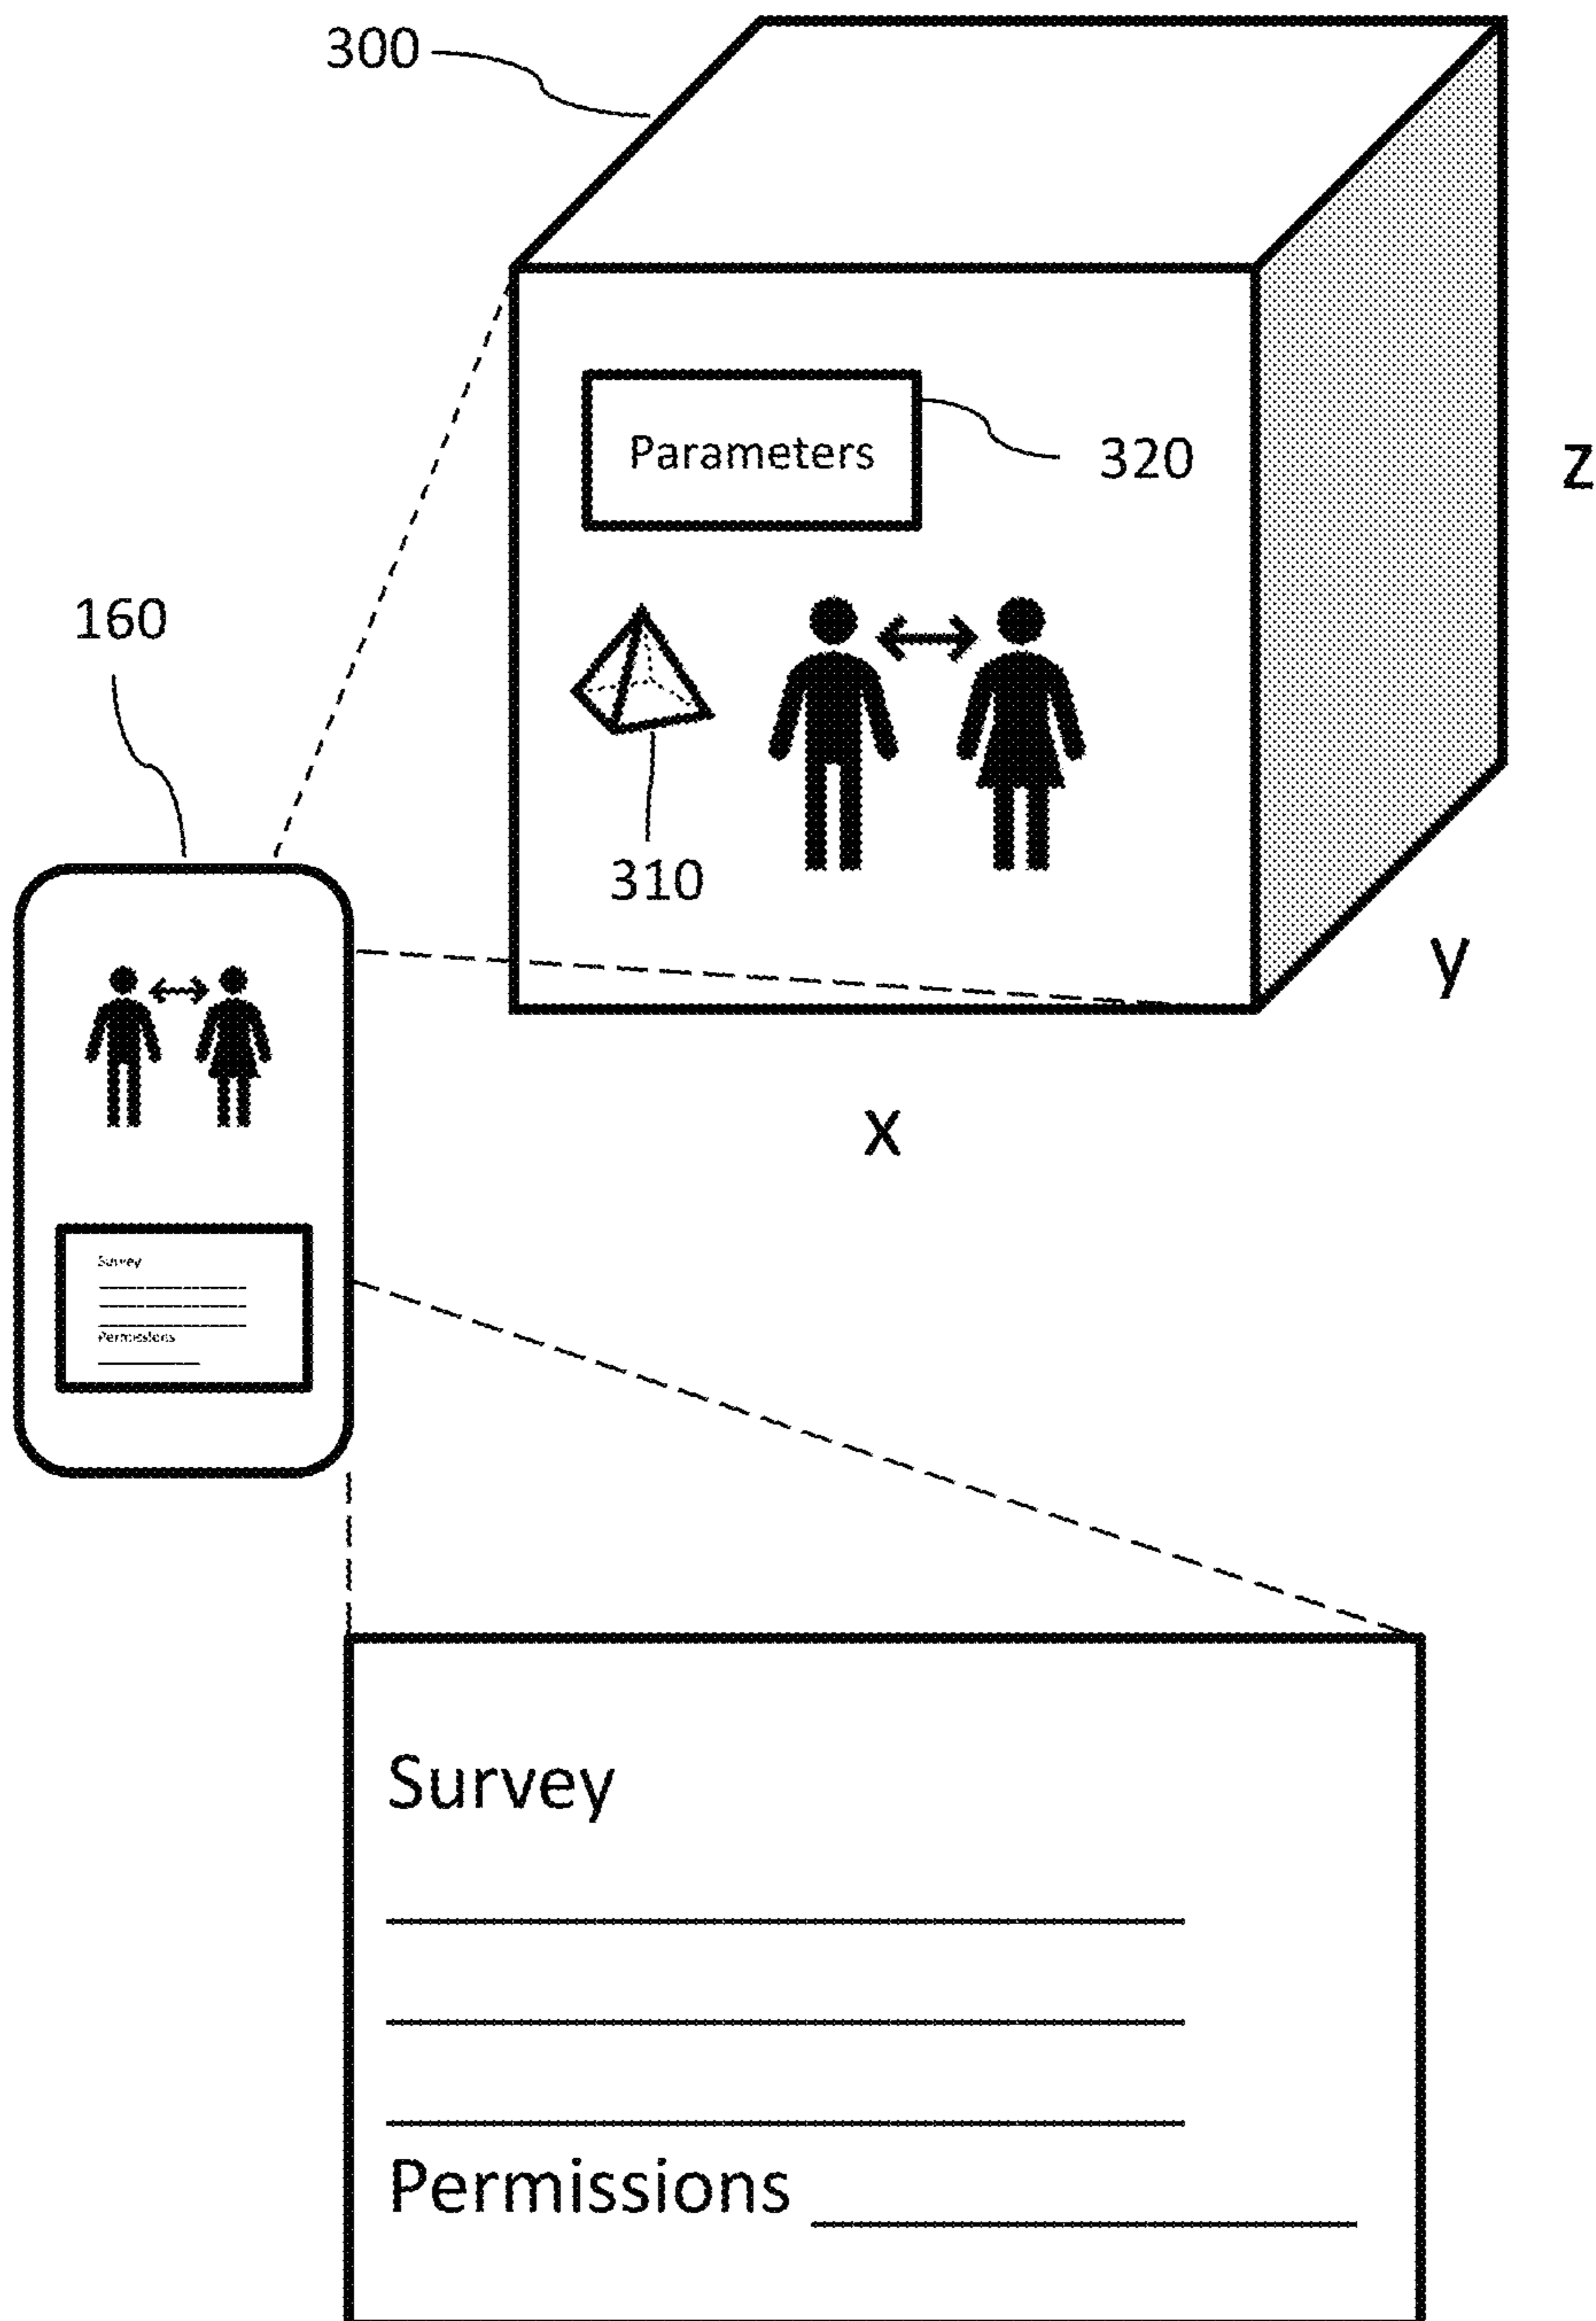 300
Parameters
320
z
160
310
y
x
Survey
Permissions
Survey
Permissions